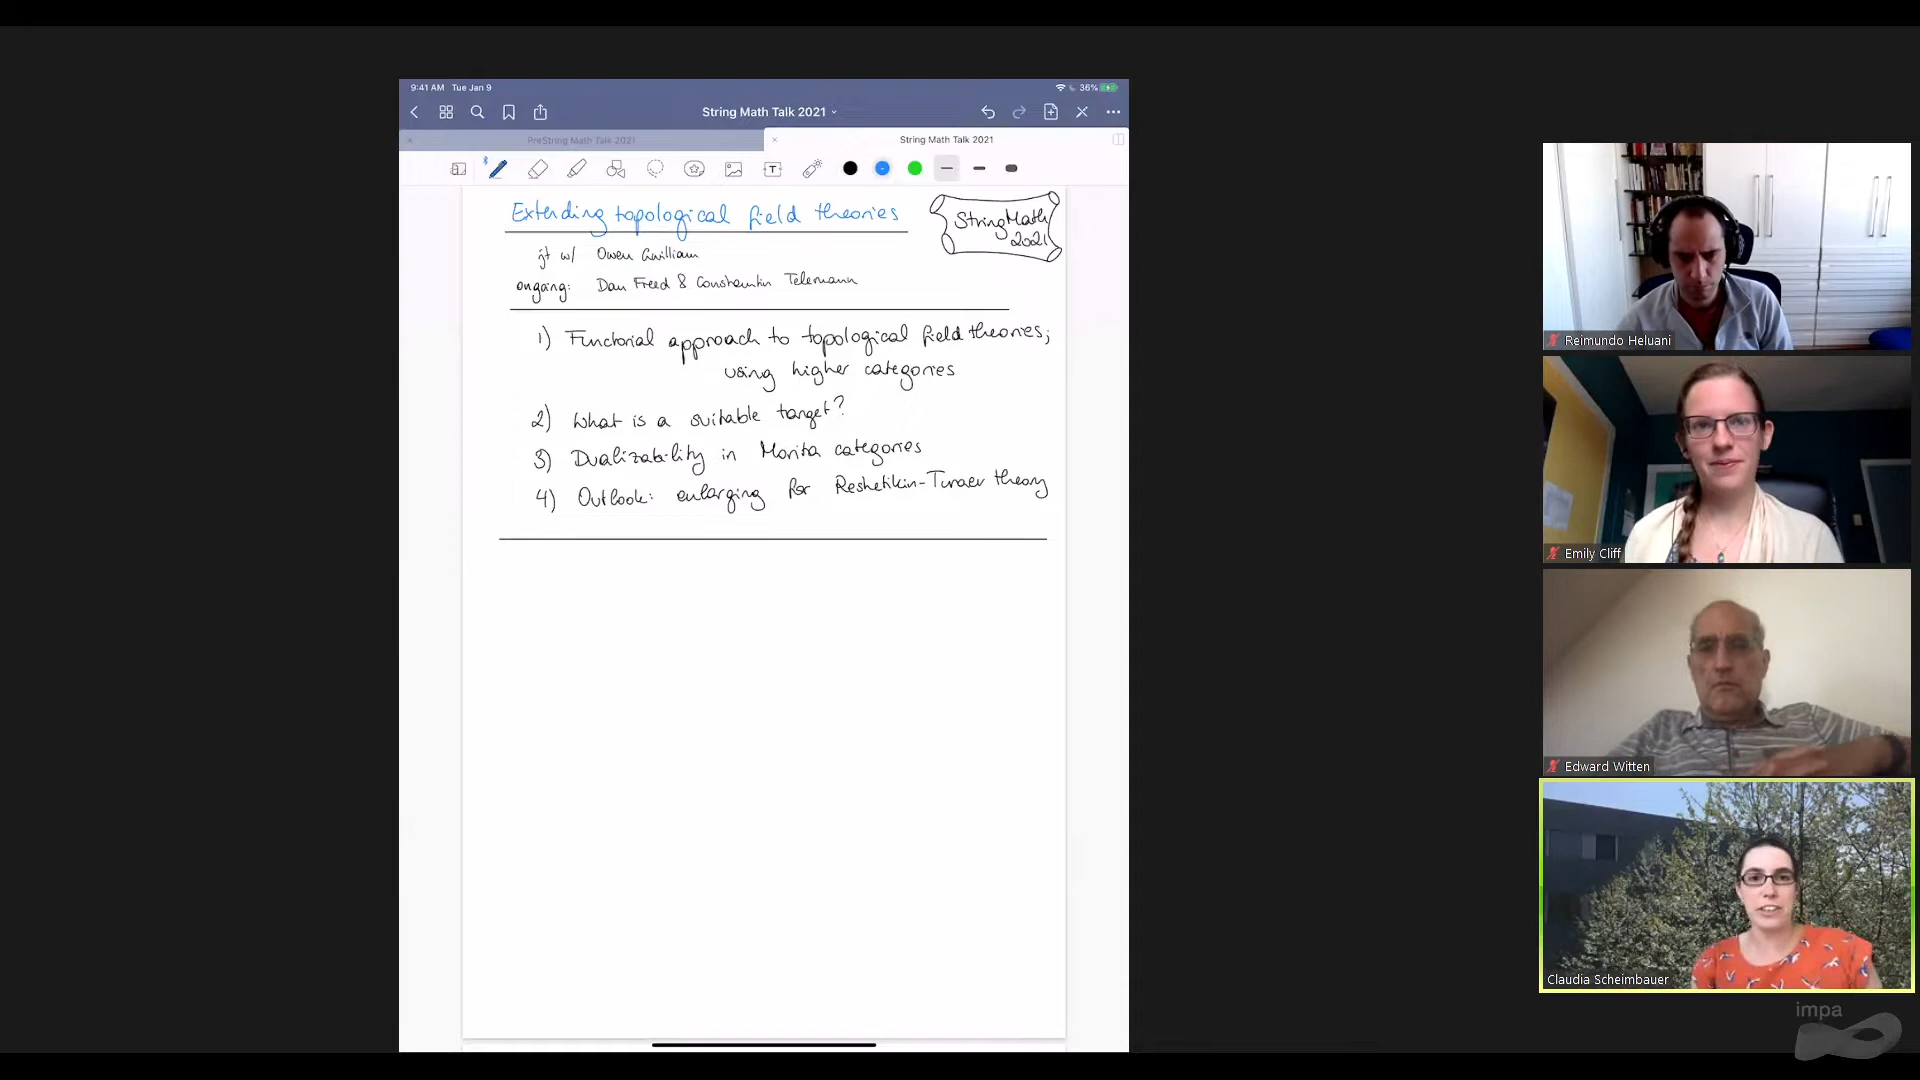 9:41 AM Tue Jan 9
36%
String Math Talk 2021
PreString Math Talk 2021
String Math Talk 2021
T
Extending topological field theories
StringMath
2021
jt w/ Owen Gwilliam
ongoing: Dan Freed & Constantin Telemann
1) Functorial approach to topological field theories;
using higher categories
2) What is a suitable target?
3) Dualizability in Morita categories
4) Outlook: enlarging for Reshetikin-Turaev theory
Reimundo Heluani
Emily Cliff
Edward Witten
Claudia Scheimbauer
impa